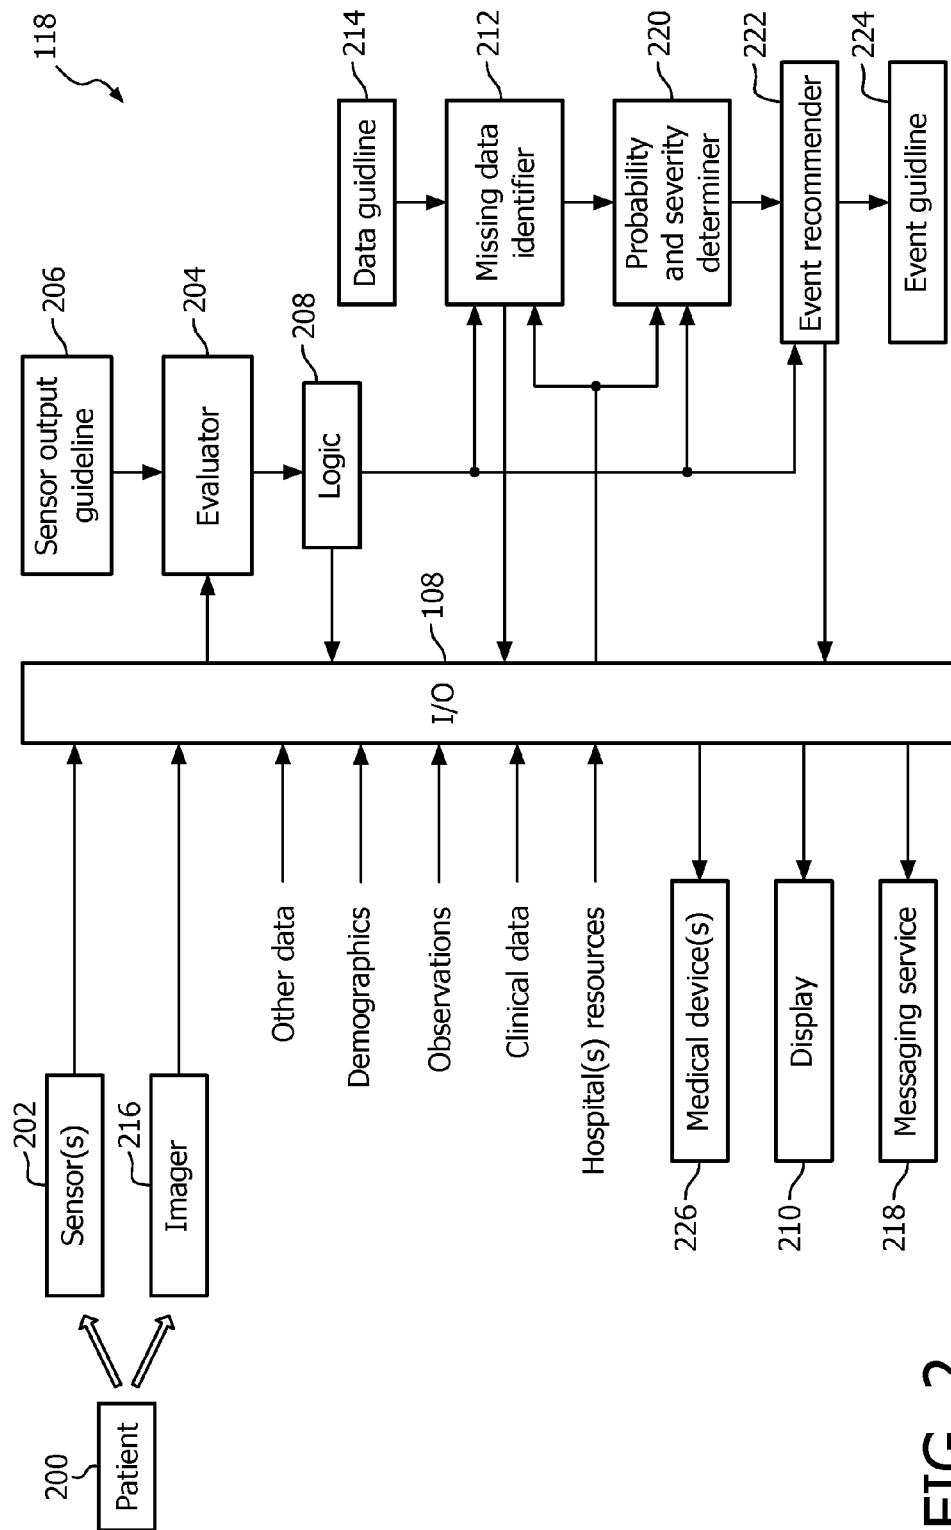 118
200
Patient
202
Sensor(s)
216
Imager
Other data
Demographics
Observations
Clinical data
Hospital(s) resources
226
Medical device(s)
210
Display
218
Messaging service
108
I/O
206
Sensor output
guideline
204
Evaluator
208
Logic
214
Data guidline
212
Missing data
identifier
220
Probability
and severity
determiner
222
Event recommender
224
Event guidline
FIG. 2